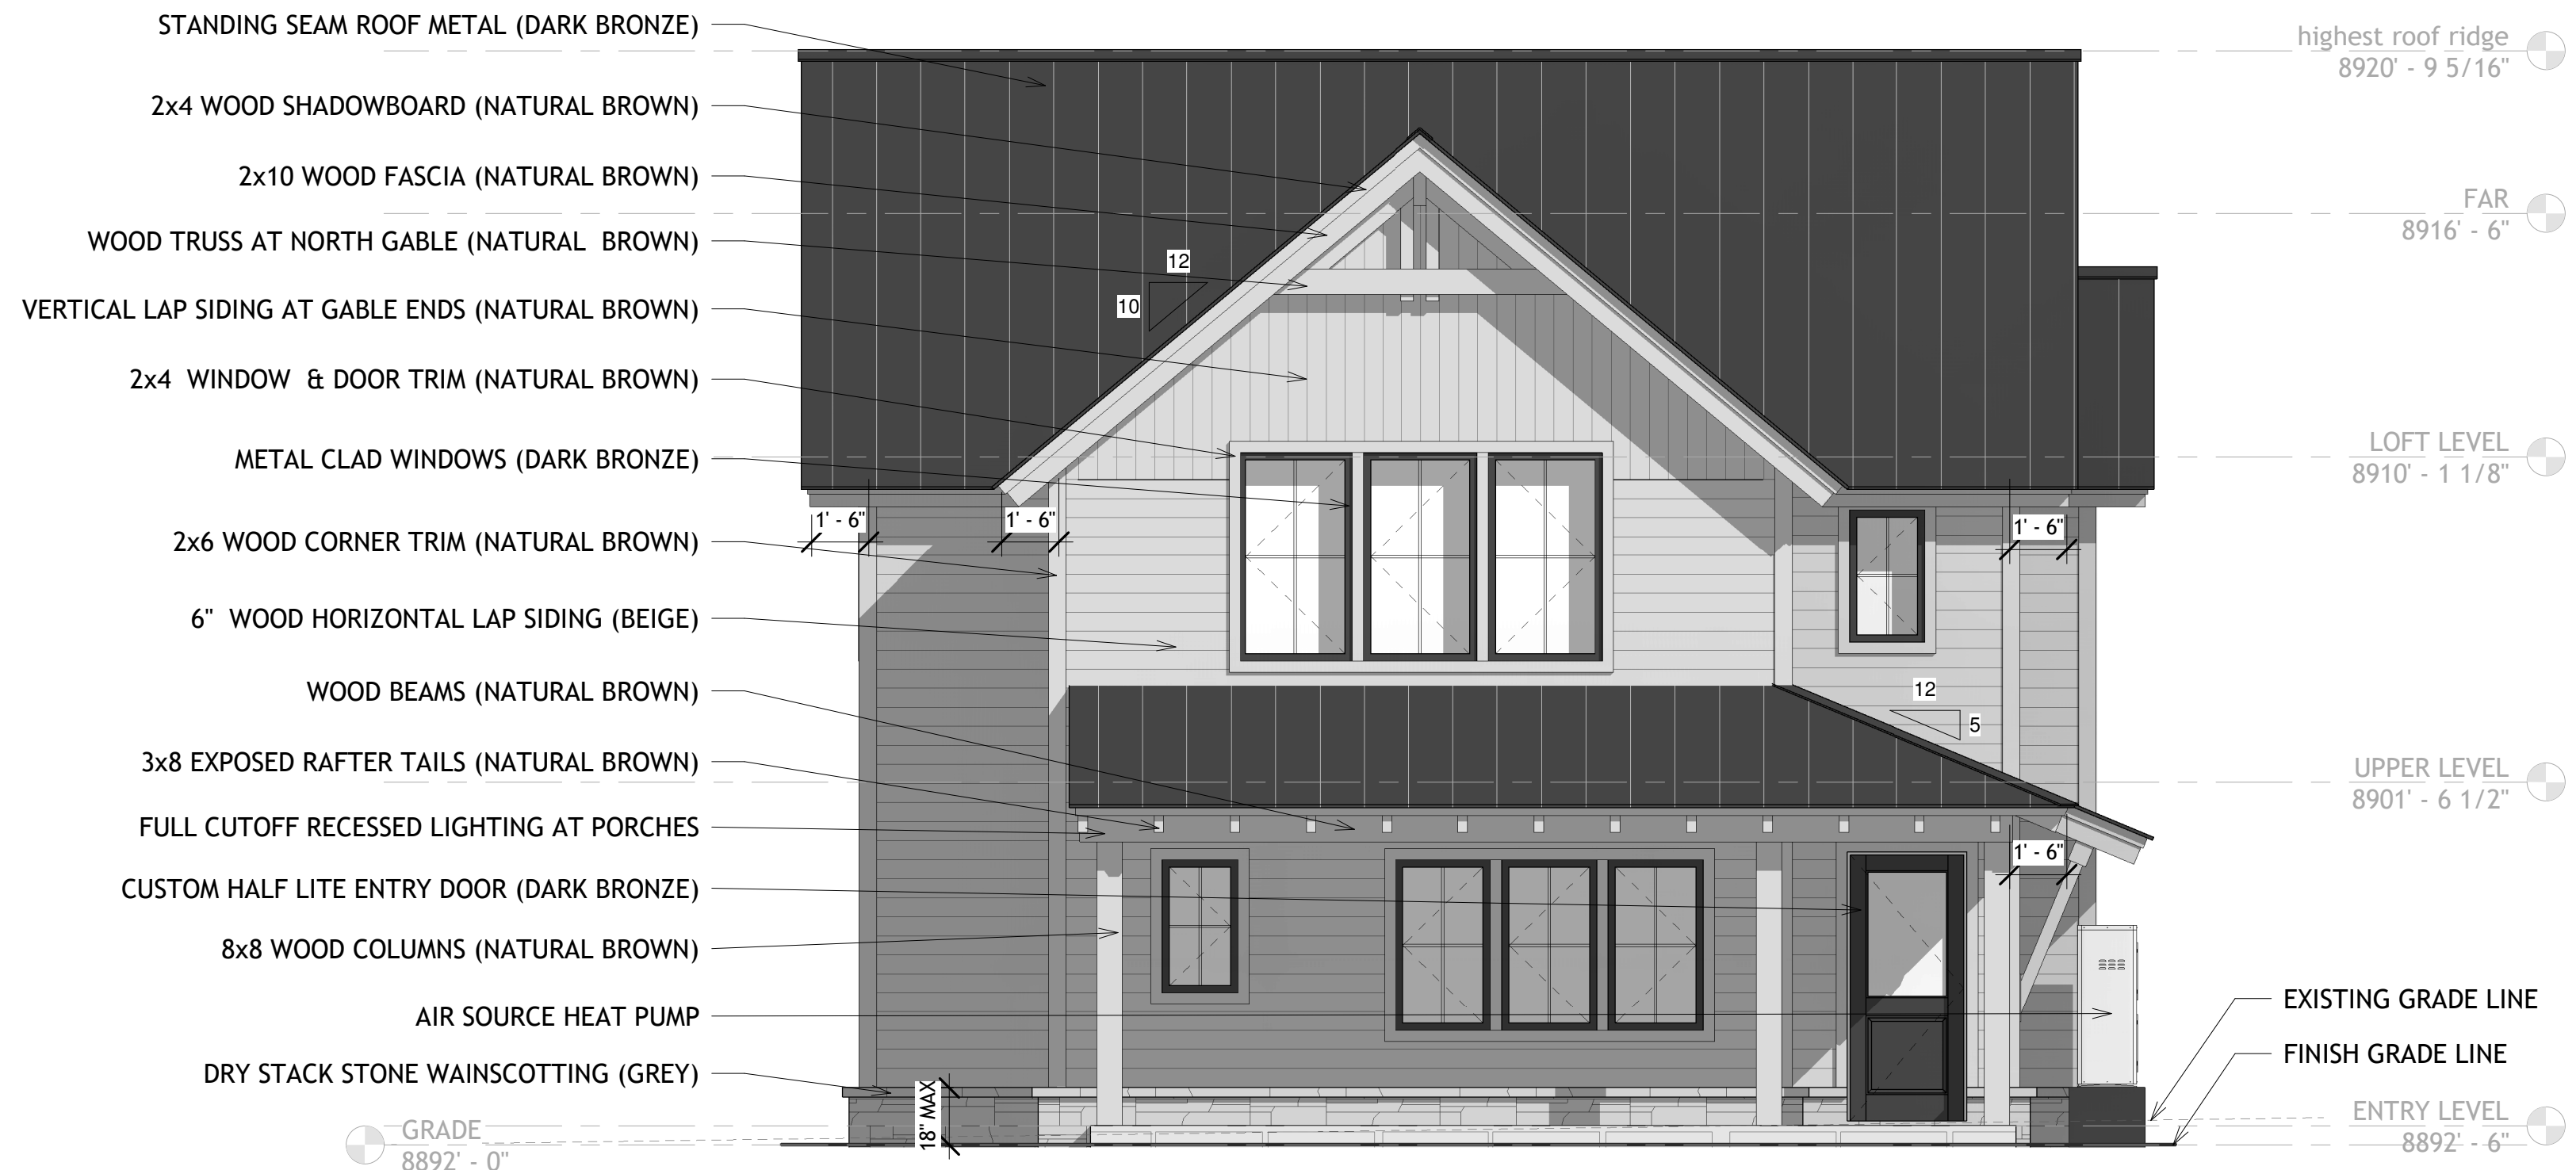 STANDING SEAM ROOF METAL (DARK BRONZE)
2x4 WOOD SHADOWBOARD (NATURAL BROWN)
2x10 WOOD FASCIA (NATURAL BROWN)
WOOD TRUSS AT NORTH GABLE (NATURAL BROWN)
VERTICAL LAP SIDING AT GABLE ENDS (NATURAL BROWN)
2x4 WINDOW & DOOR TRIM (NATURAL BROWN)
METAL CLAD WINDOWS (DARK BRONZE)
2x6 WOOD CORNER TRIM (NATURAL BROWN)
6" WOOD HORIZONTAL LAP SIDING (BEIGE)
WOOD BEAMS (NATURAL BROWN)
3x8 EXPOSED RAFTER TAILS (NATURAL BROWN)
FULL CUTOFF RECESSED LIGHTING AT PORCHES
CUSTOM HALF LITE ENTRY DOOR (DARK BRONZE)
8x8 WOOD COLUMNS (NATURAL BROWN)
AIR SOURCE HEAT PUMP
DRY STACK STONE WAINSCOTTING (GREY)
GRADE
8892' - 0"
12
10
1' - 6"
1' - 6"
1' - 6"
12
5
1' - 6"
18" MAX
highest roof ridge
8920' - 9 5/16"
FAR
8916' - 6"
LOFT LEVEL
8910' - 1 1/8"
UPPER LEVEL
8901' - 6 1/2"
EXISTING GRADE LINE
FINISH GRADE LINE
ENTRY LEVEL
8892' - 6"